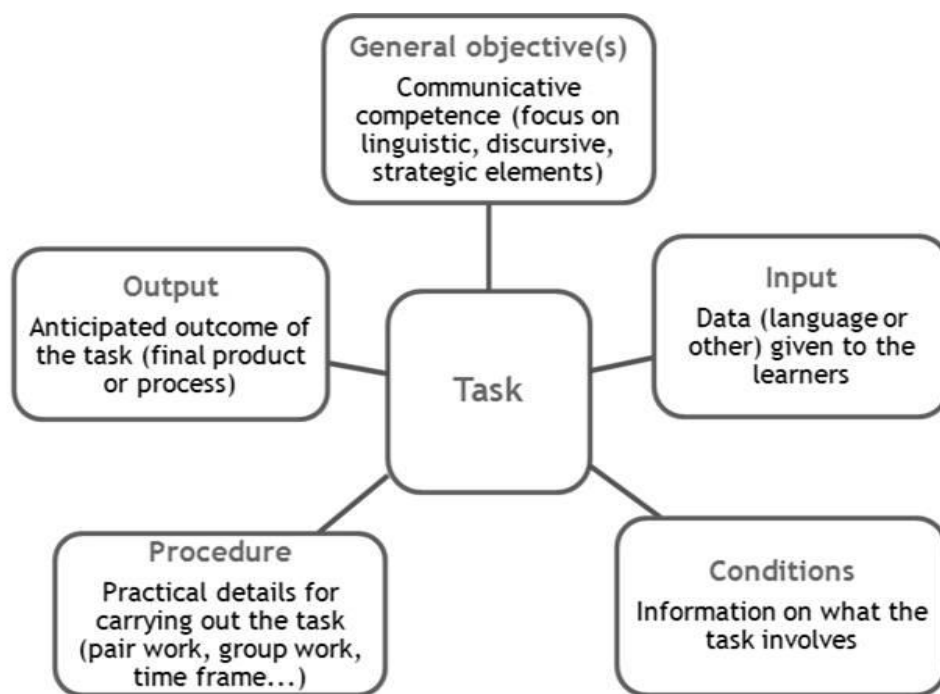 General objective(s)
Communicative
competence (focus on
linguistic, discursive,
strategic elements)
Output
Anticipated outcome of
the task (final product
or process)
Input
Data (language or
other) given to the
learners
Task
Procedure
Practical details for
carrying out the task
(pair work, group work,
time frame...)
Conditions
Information on what the
task involves